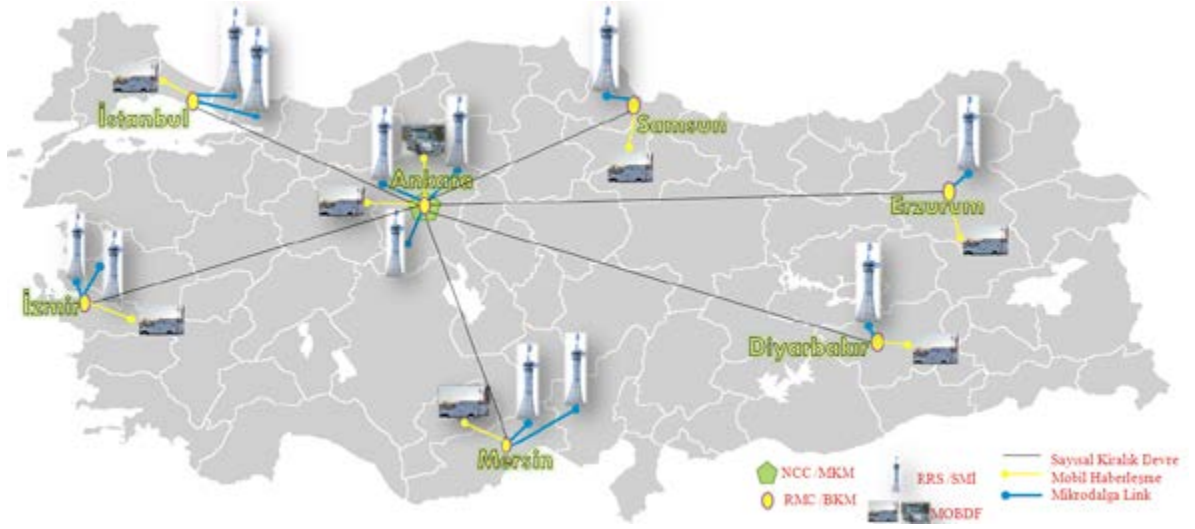 İstanbul
Samsun
Ankara
Erzurum
İzmir
Diyarbakır
Mersin
NCC/MKM
RMC/BKM
RRS/SMİ
MOBDF
Sayısal Kiralık Devre
Mobil Haberleşme
Mikrodalga Link